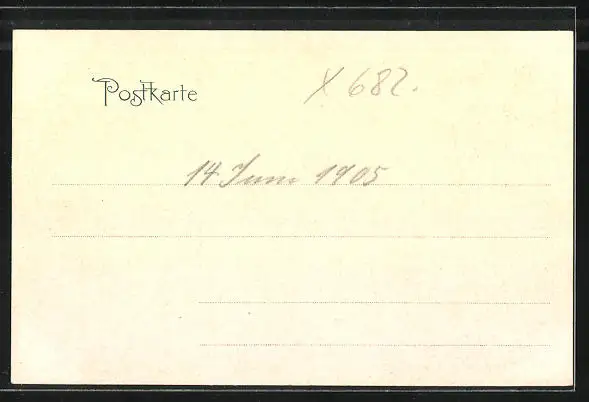 Postkarte
X 682.
14 Juni 1905